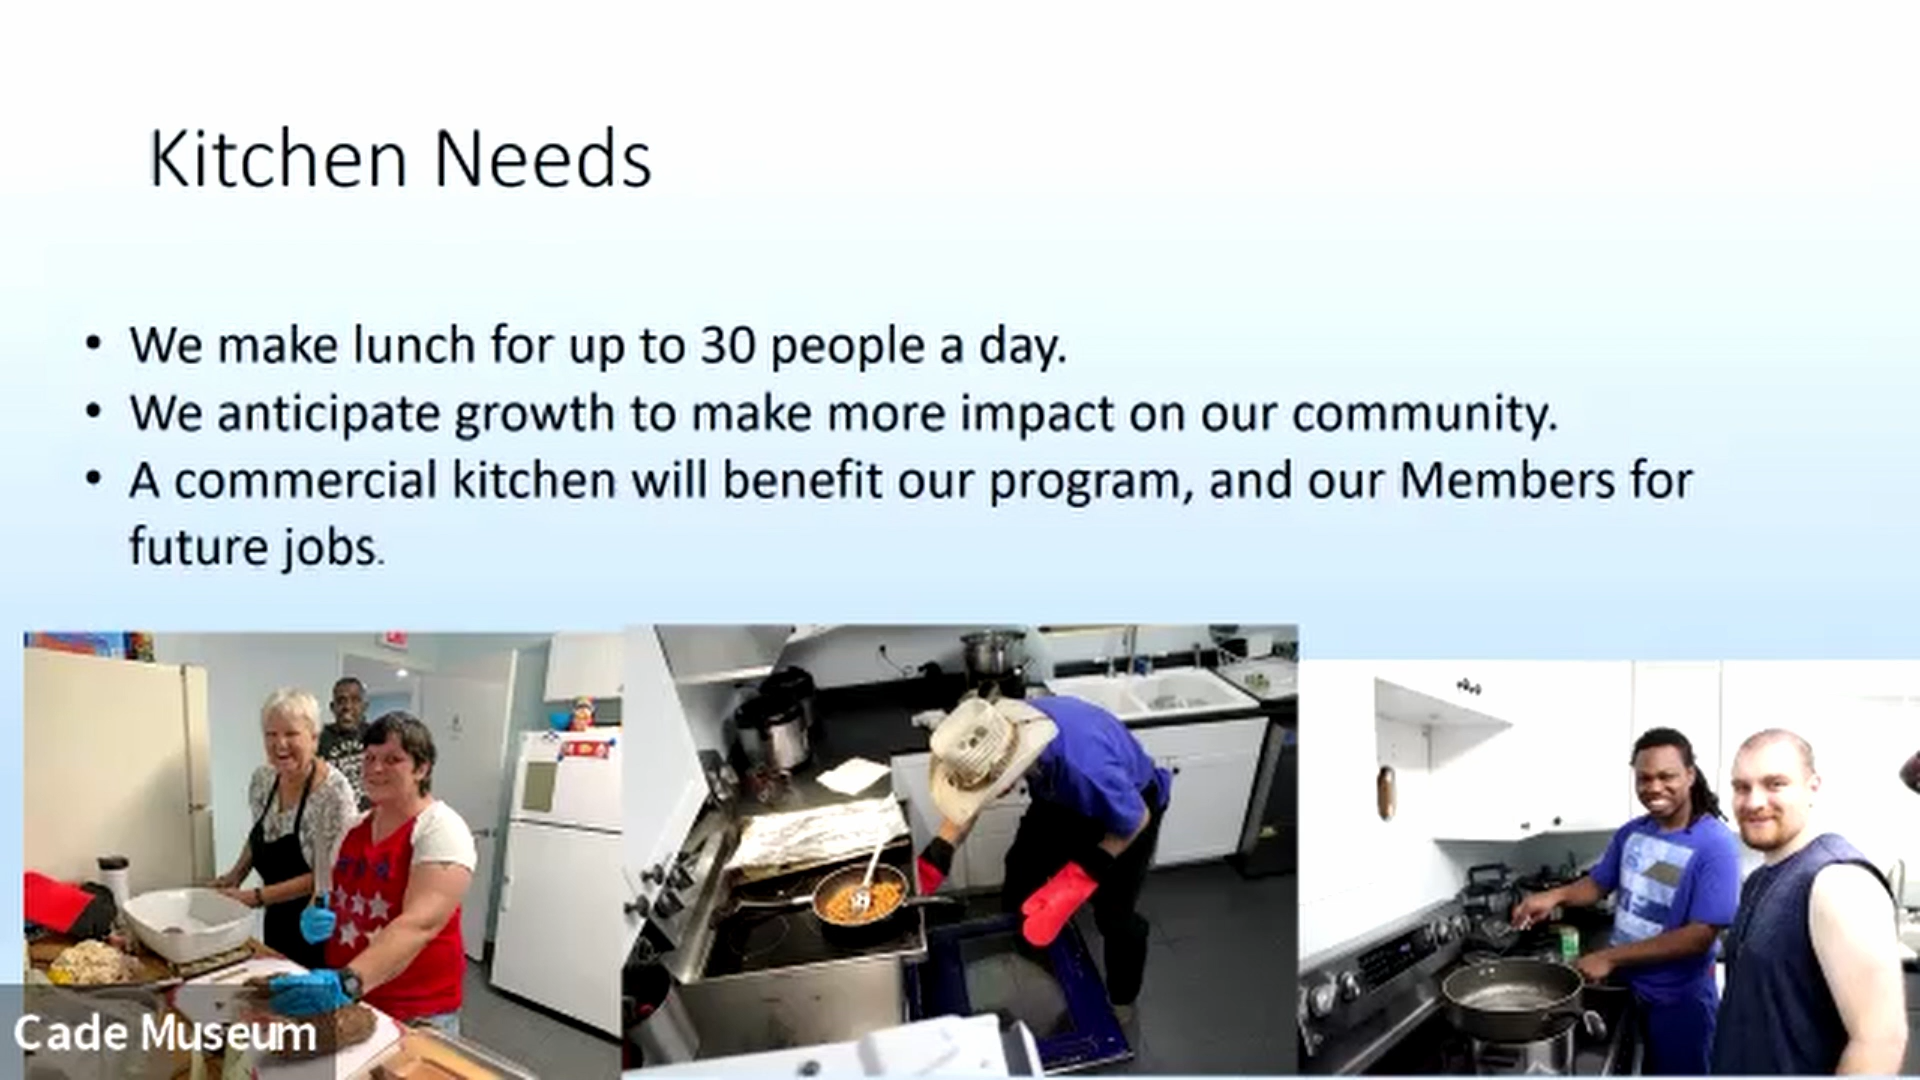 Kitchen Needs
• We make lunch for up to 30 people a day.
• We anticipate growth to make more impact on our community.
• A commercial kitchen will benefit our program, and our Members for
future jobs.
Cade Museum